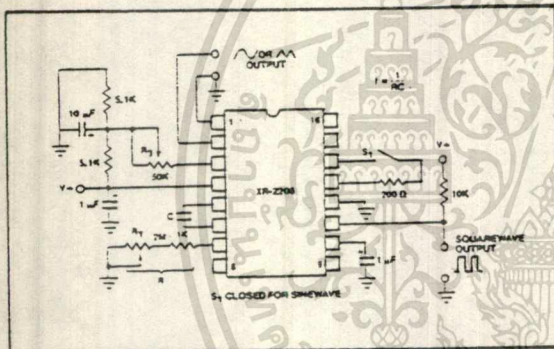 OR
OUTPUT
f = 1/RC
5.1K
10 µF
1
16
R3
50K
S1
V+
5.1K
XR-2206
200 Ω
10K
V+
1 µF
C
RT
2M
1K
1 µF
SQUAREWAVE
OUTPUT
8
9
R
S1 CLOSED FOR SINEWAVE